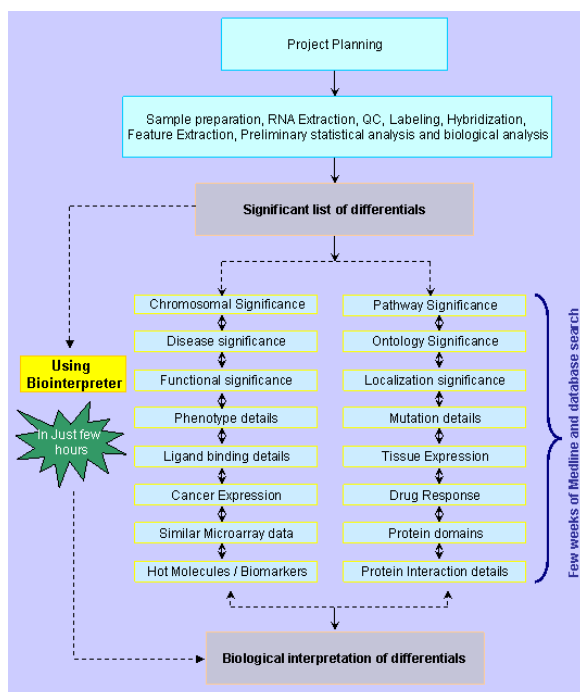 Project Planning
Sample preparation, RNA Extraction, QC, Labeling, Hybridization,
Feature Extraction, Preliminary statistical analysis and biological analysis
Significant list of differentials
Using
Biointerpreter
In Just few
hours
Chromosomal Significance
Disease significance
Functional significance
Phenotype details
Ligand binding details
Cancer Expression
Similar Microarray data
Hot Molecules / Biomarkers
Pathway Significance
Ontology Significance
Localization significance
Mutation details
Tissue Expression
Drug Response
Protein domains
Protein Interaction details
Few weeks of Medline and database search
Biological interpretation of differentials